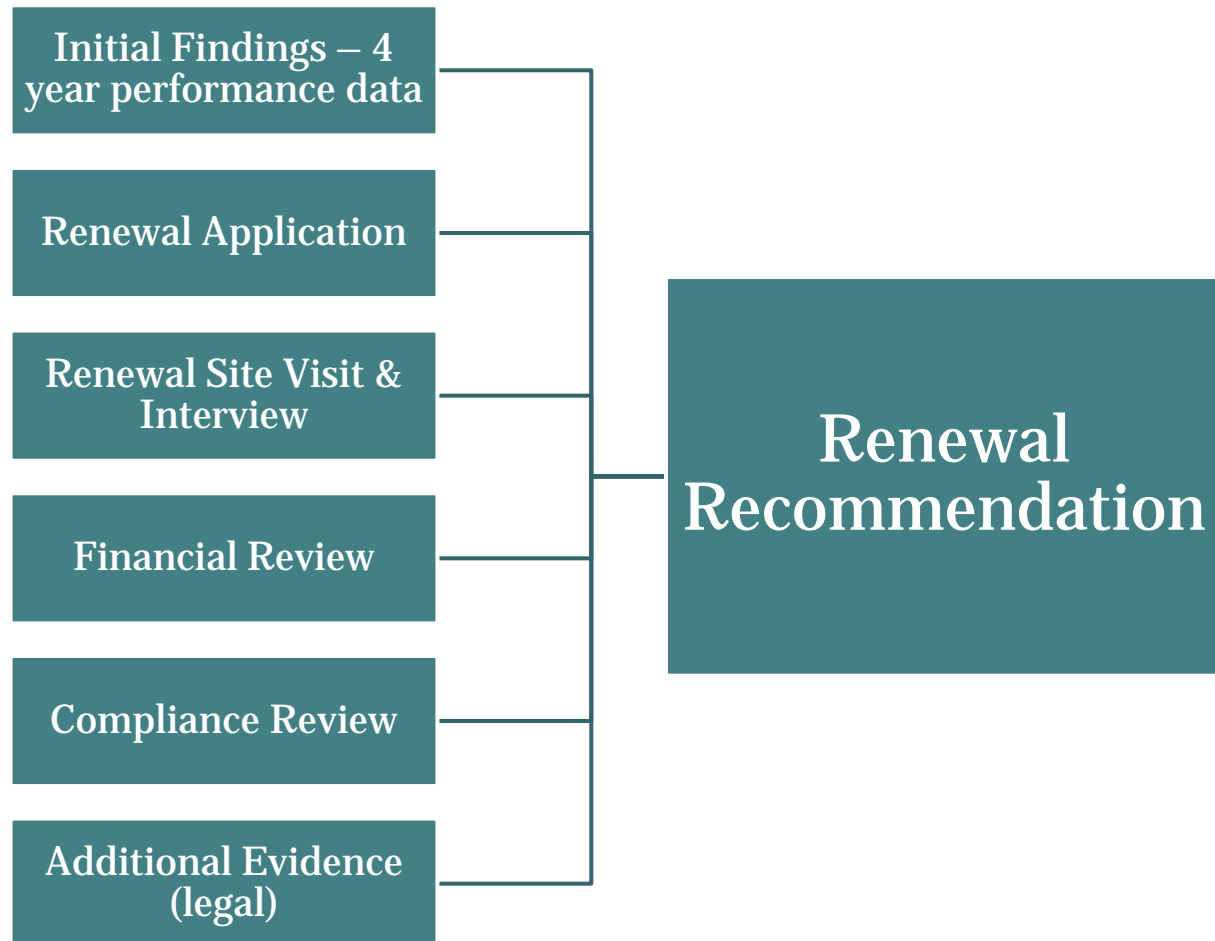 Initial Findings – 4
year performance data
Renewal Application
Renewal Site Visit &
Interview
Financial Review
Compliance Review
Additional Evidence
(legal)
Renewal
Recommendation